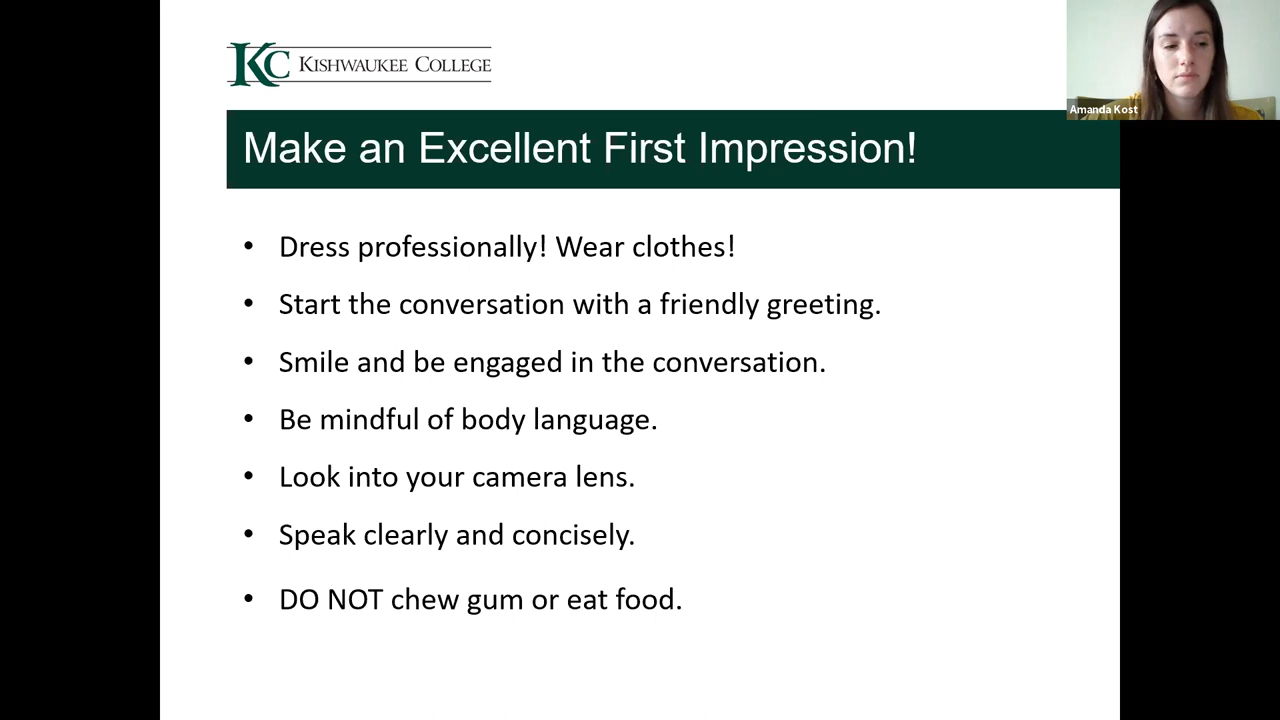 KC KISHWAUKEE COLLEGE
Amanda Kost
Make an Excellent First Impression!
• Dress professionally! Wear clothes!
• Start the conversation with a friendly greeting.
• Smile and be engaged in the conversation.
• Be mindful of body language.
• Look into your camera lens.
• Speak clearly and concisely.
• DO NOT chew gum or eat food.